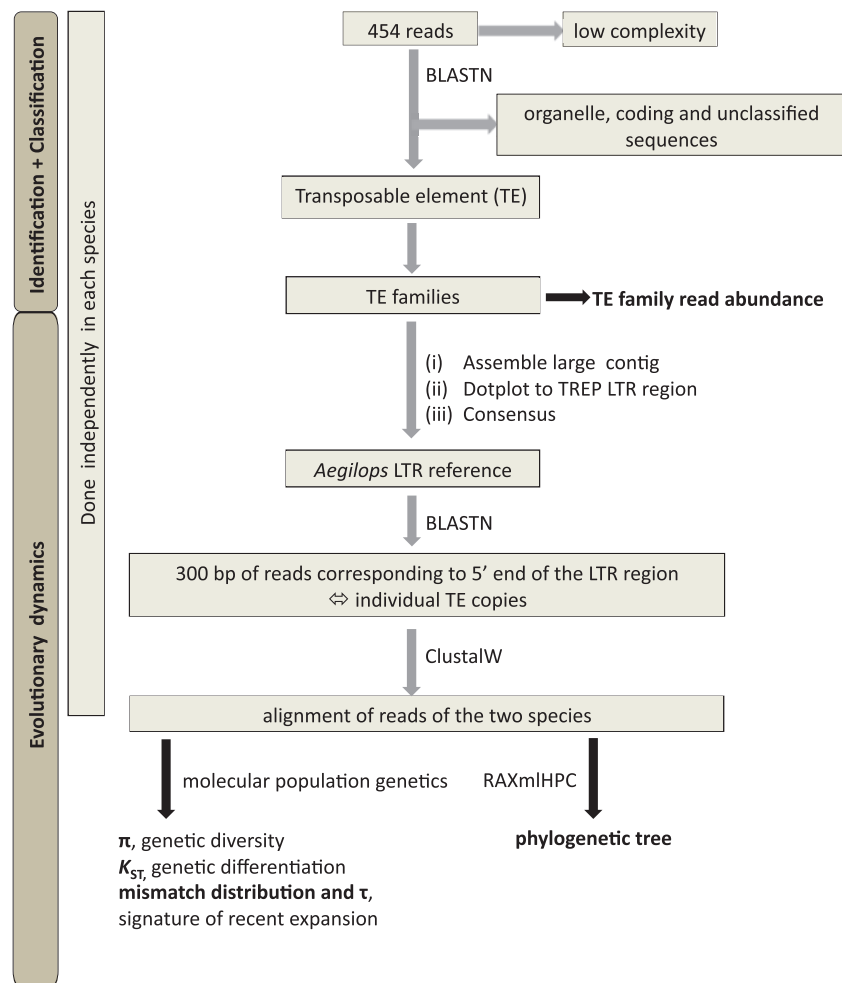 454 reads
low complexity
BLASTN
organelle, coding and unclassified
sequences
Transposable element (TE)
TE families
TE family read abundance
(i) Assemble large contig
(ii) Dotplot to TREP LTR region
(iii) Consensus
Aegilops LTR reference
BLASTN
300 bp of reads corresponding to 5’ end of the LTR region
⇔ individual TE copies
ClustalW
alignment of reads of the two species
molecular population genetics
RAXmlHPC
π, genetic diversity
K_ST, genetic differentiation
mismatch distribution and τ,
signature of recent expansion
phylogenetic tree
Identification + Classification
Evolutionary dynamics
Done independently in each species